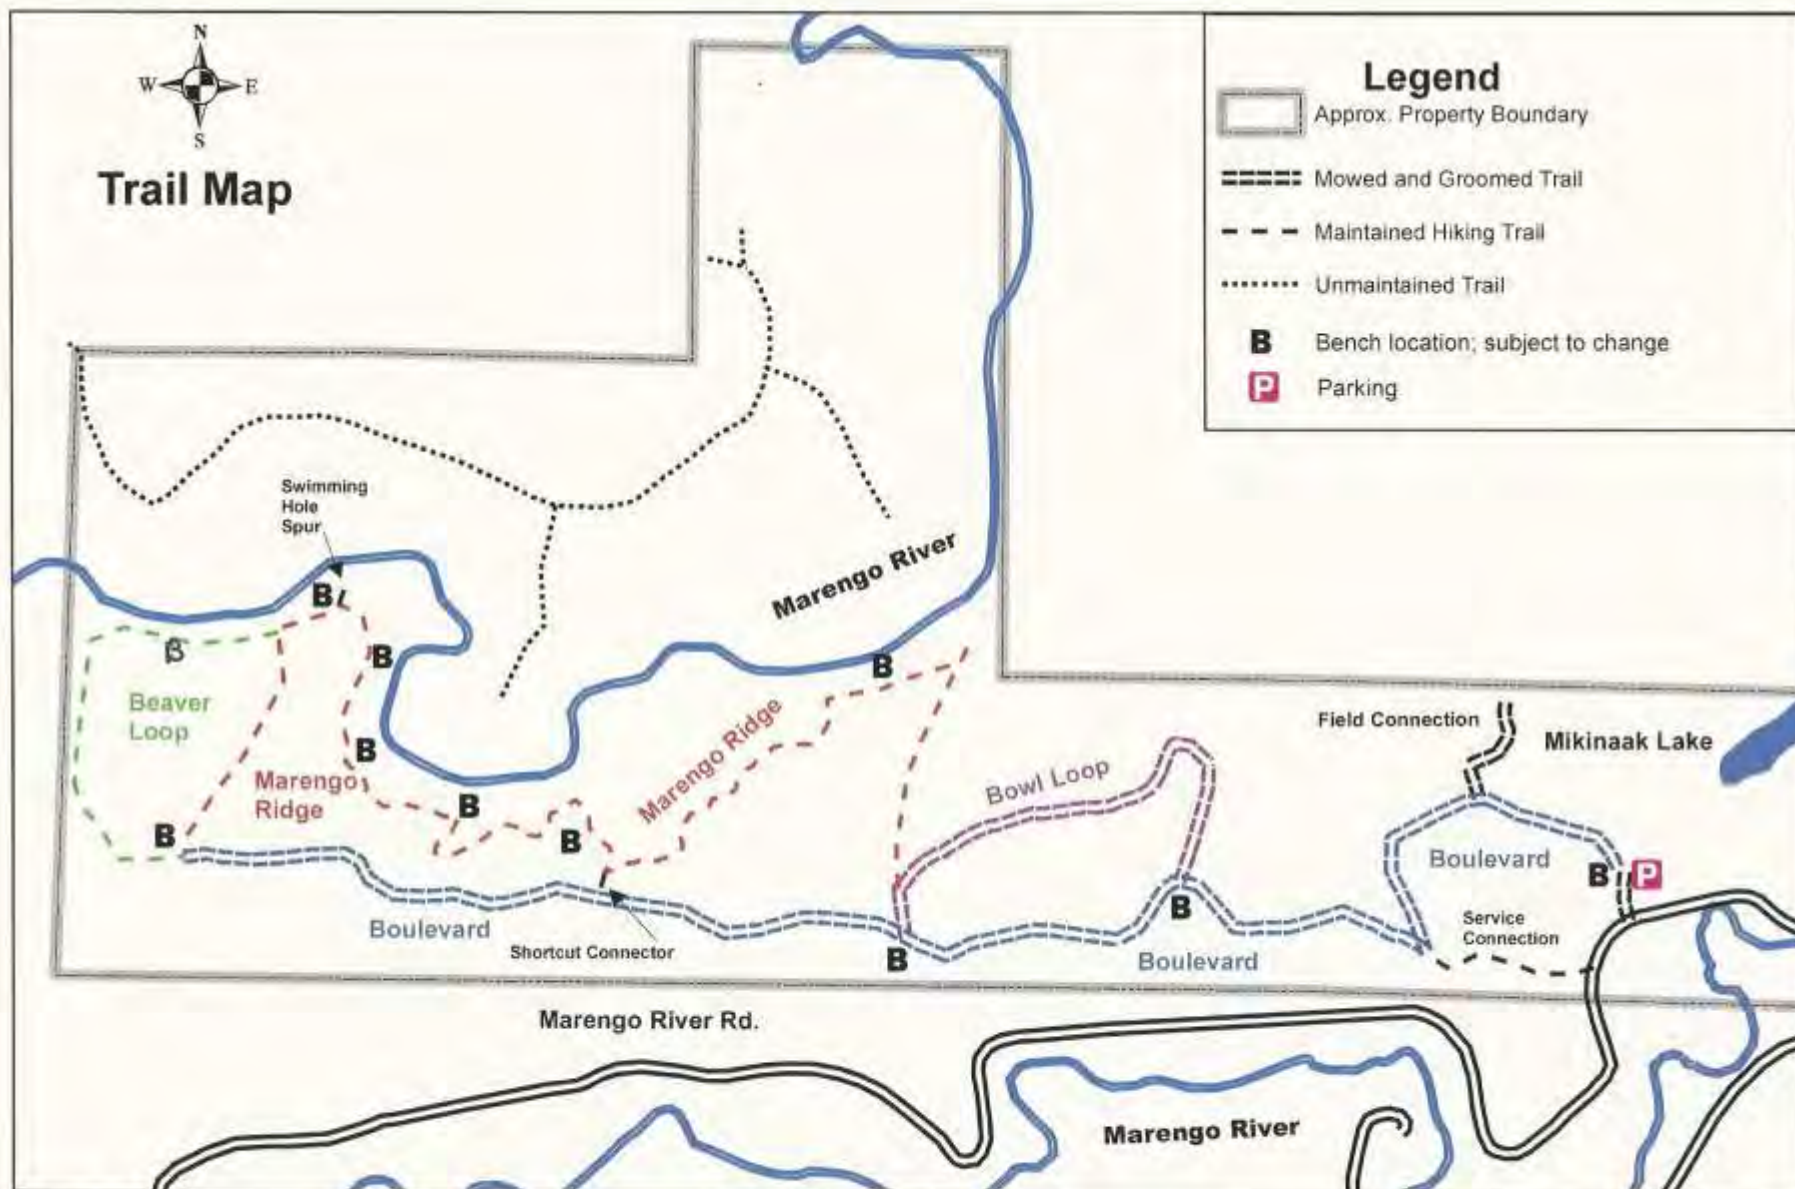 N
W E
S
Trail Map
Legend
Approx. Property Boundary
Mowed and Groomed Trail
Maintained Hiking Trail
Unmaintained Trail
B Bench location; subject to change
P Parking
Swimming
Hole
Spur
Marengo River
B
B
β
B
Beaver
Loop
B
Marengo
Ridge
B
B
B
Marengo Ridge
Bowl Loop
Field Connection
Mikinaak Lake
Boulevard
B P
B
Boulevard
Shortcut Connector
B
B
Boulevard
Service
Connection
Marengo River Rd.
Marengo River